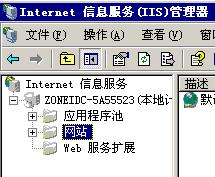 Internet 信息服务(IIS)管理器
文件(F) 操作(A) 查看(V) 窗口
Internet 信息服务
描述
ZONEIDC-5A55523(本地计
默
应用程序池
网站
Web 服务扩展